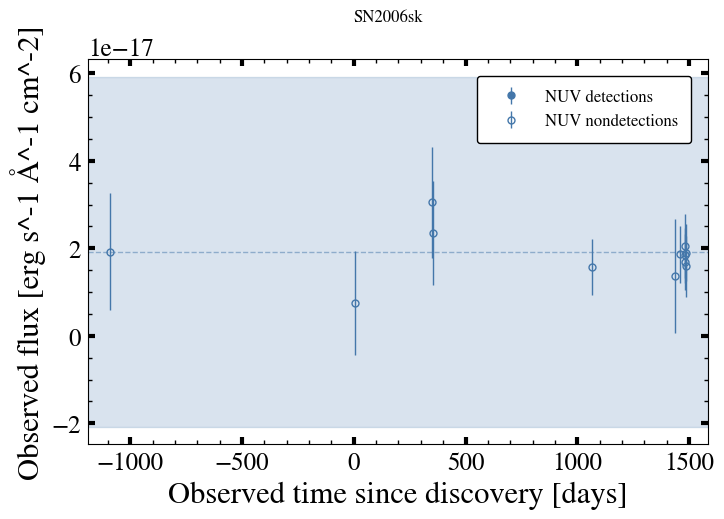 SN2006sk
1e−17
Observed flux [erg s^-1 Å^-1 cm^-2]
6
4
2
0
−2
NUV detections
NUV nondetections
−1000 −500 0 500 1000 1500
Observed time since discovery [days]